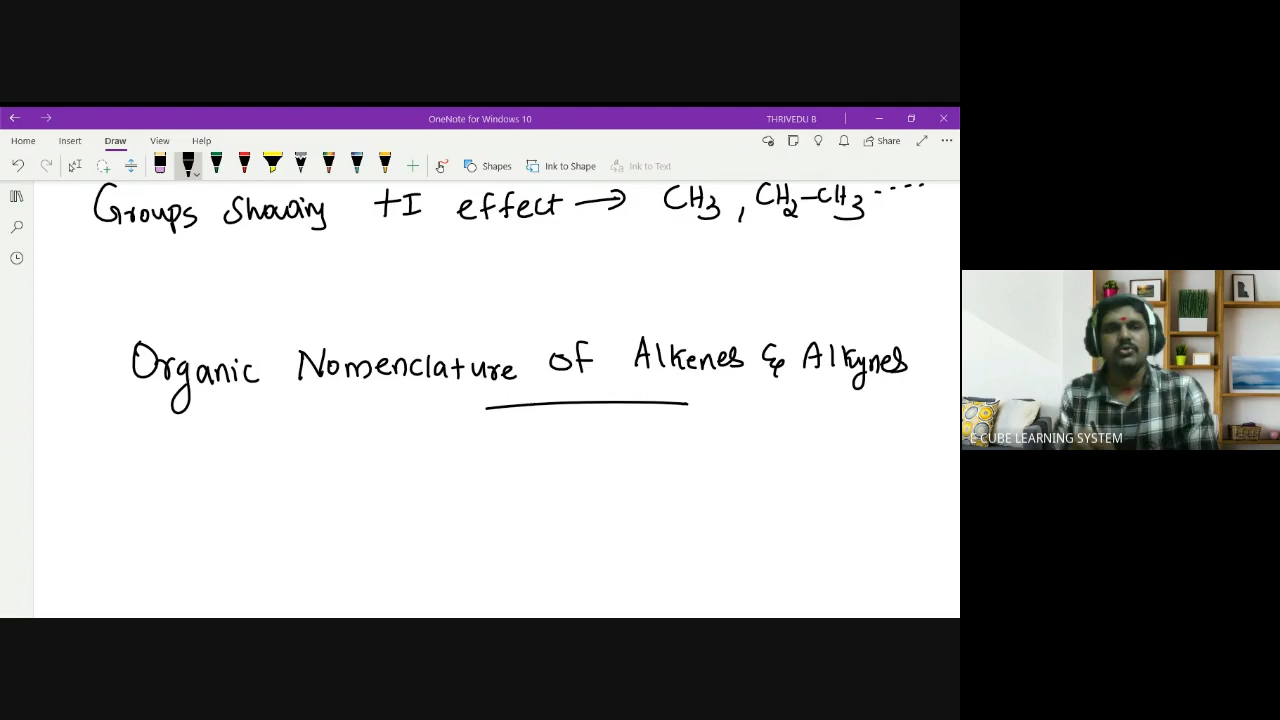 OneNote for Windows 10
THRIVEDU B
Home Insert Draw View Help
Share
Shapes Ink to Shape Ink to Text
Groups showing +I effect → CH3 , CH2-CH3 ----
Organic Nomenclature of Alkenes & Alkynes
E CUBE LEARNING SYSTEM